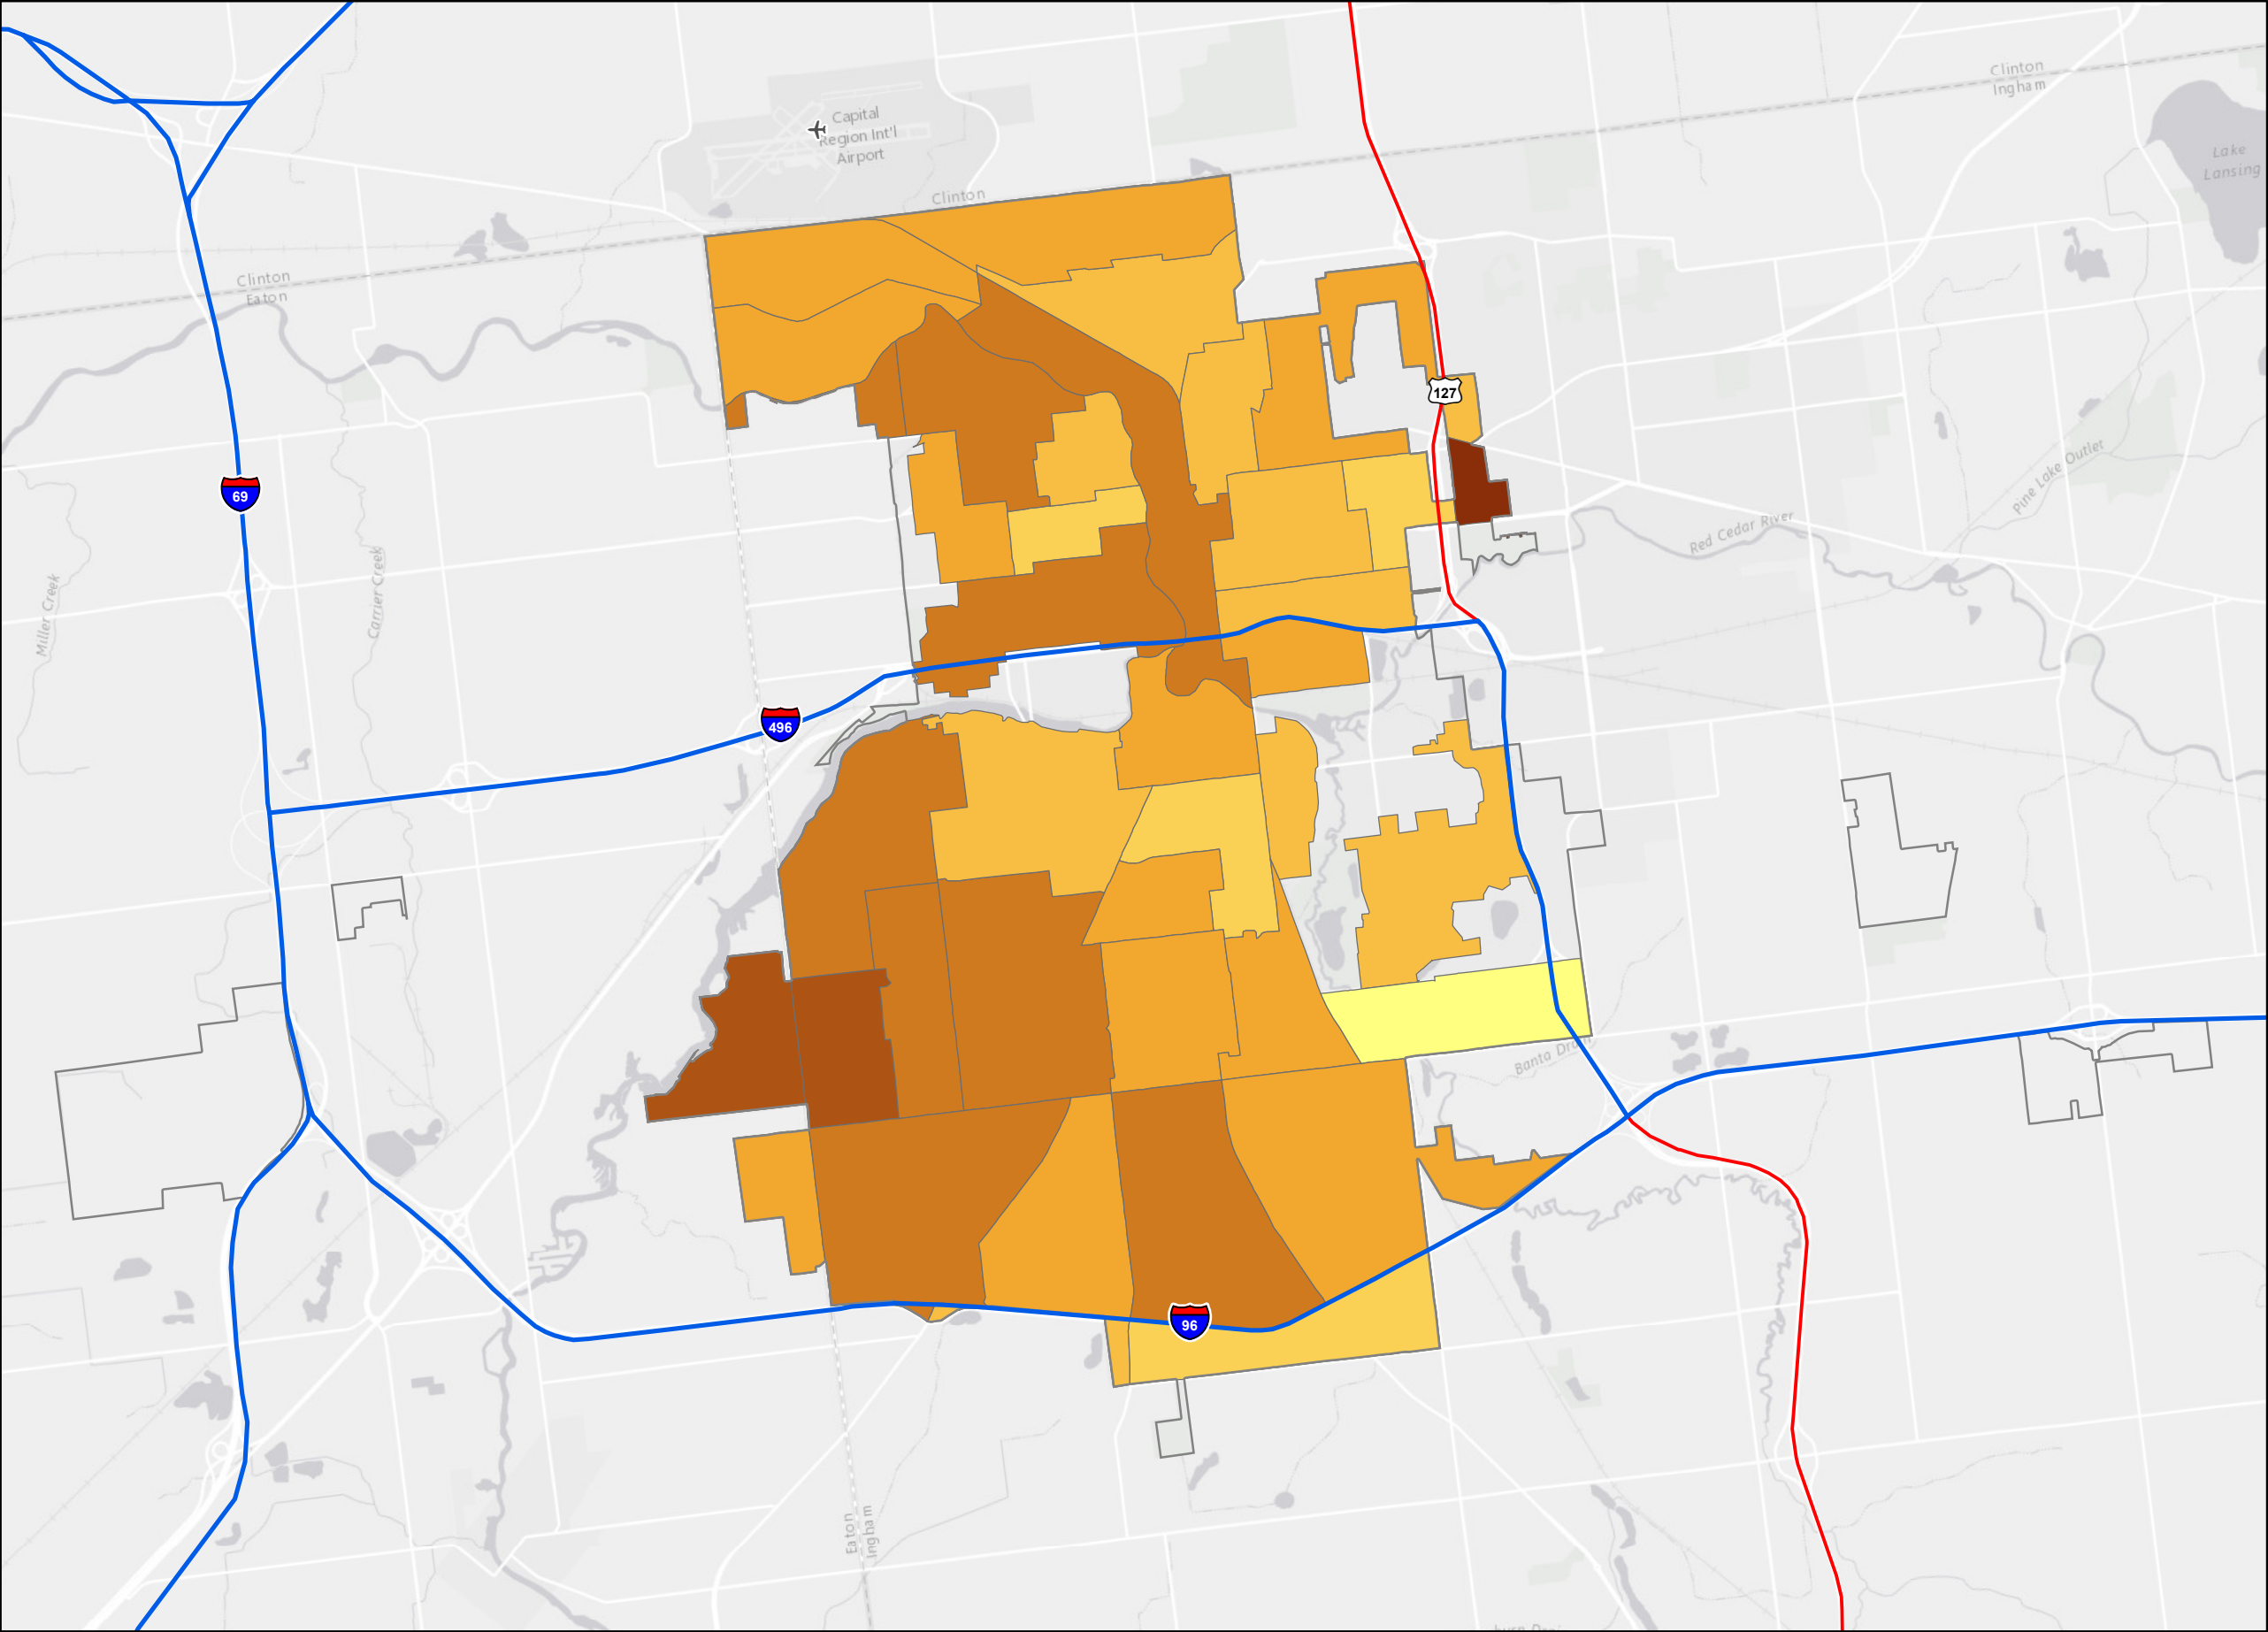 Clinton
Ingham
Capital
Region Int'l
Airport
Lake
Lansing
Clinton
Clinton
Eaton
127
Pine Lake Outlet
69
Red Cedar River
Miller Creek
Carrier Creek
496
Banta Drain
96
Eaton
Ingham